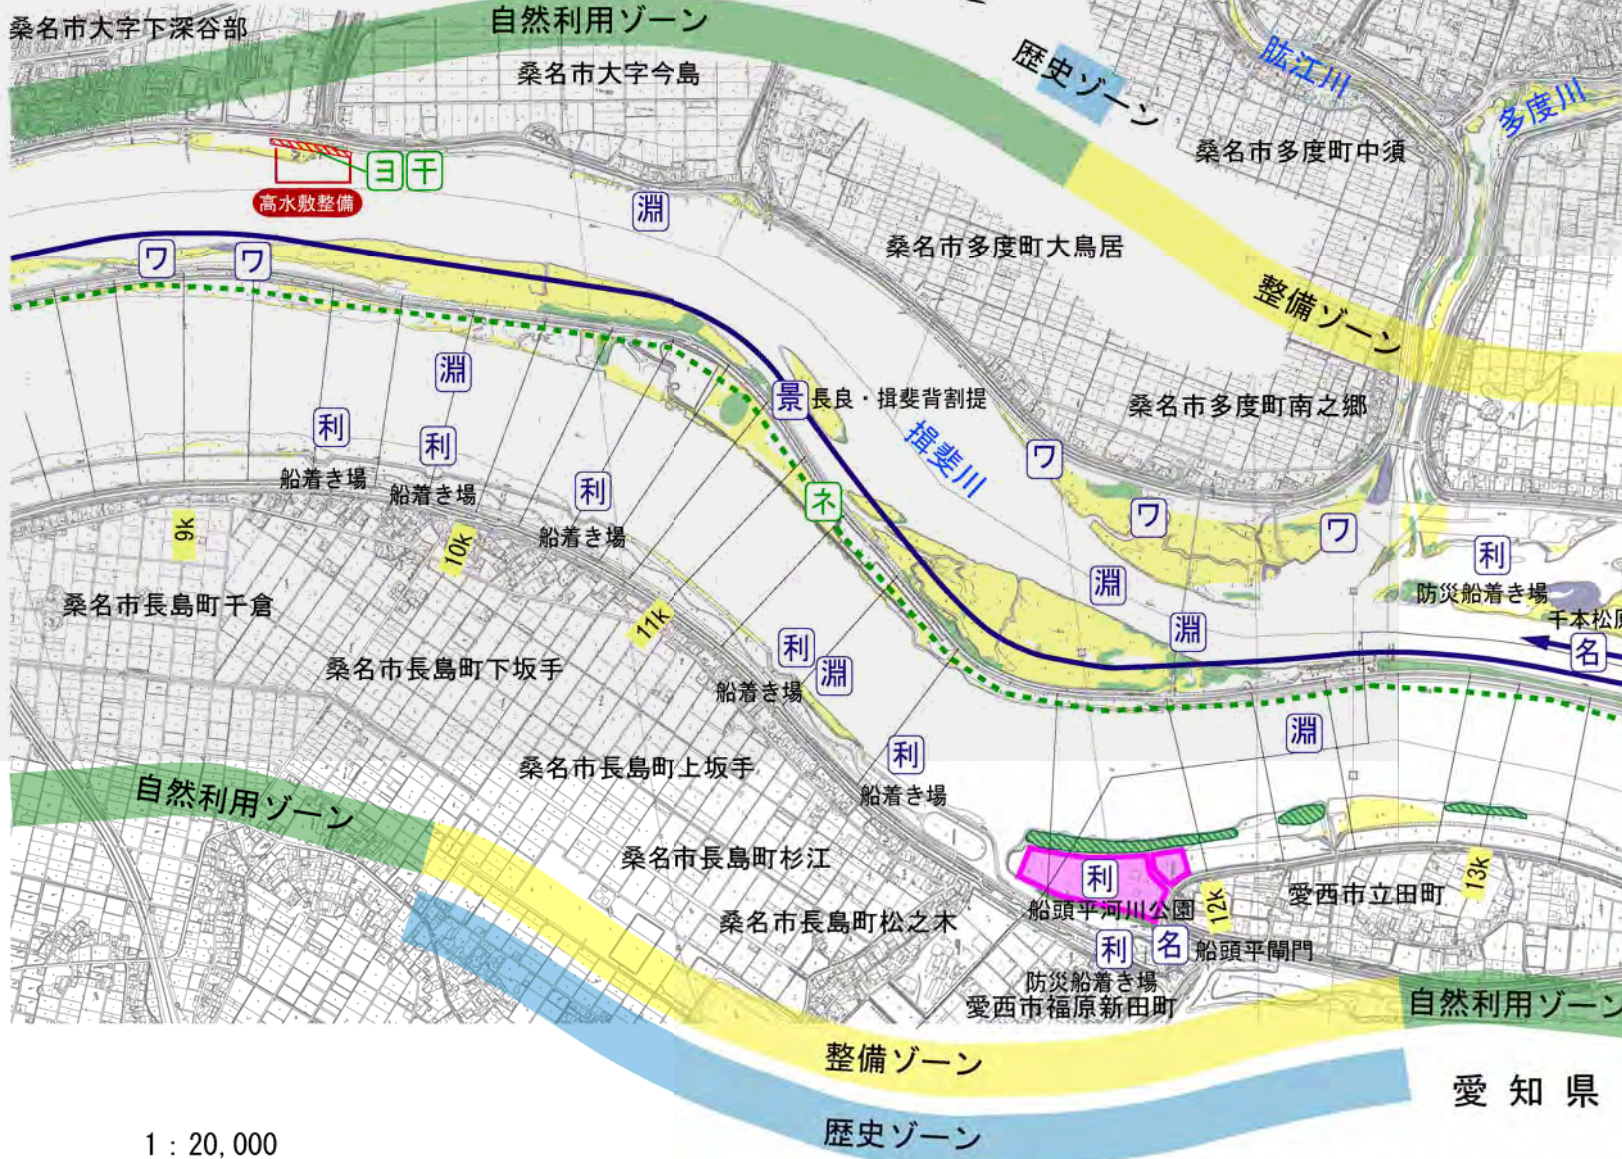 自然利用ゾーン
桑名市大字下深谷部
桑名市大字今島
歴史ゾーン
肱江川
多度川
桑名市多度町中須
ヨ 干
高水敷整備
淵
桑名市多度町大鳥居
ワ
ワ
整備ゾーン
淵
景 長良・揖斐背割提
桑名市多度町南之郷
利
船着き場
利
船着き場
利
船着き場
揖斐川
ワ
ネ
ワ
ワ
利
防災船着き場
9k
10k
11k
淵
淵
千本松原
名
桑名市長島町千倉
桑名市長島町下坂手
利
船着き場
淵
利
船着き場
淵
桑名市長島町上坂手
自然利用ゾーン
桑名市長島町杉江
桑名市長島町松之木
利
船頭平河川公園
12k
13k
愛西市立田町
利
防災船着き場
名
船頭平閘門
愛西市福原新田町
自然利用ゾーン
整備ゾーン
歴史ゾーン
愛知県
1：20,000